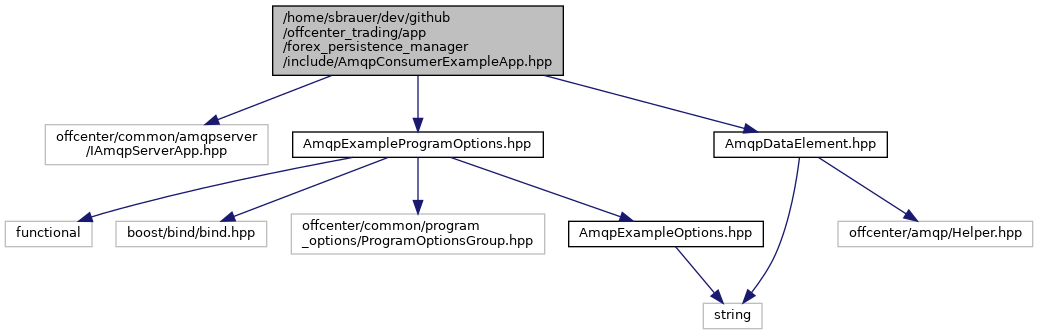 /home/sbrauer/dev/github
/offcenter_trading/app
/forex_persistence_manager
/include/AmqpConsumerExampleApp.hpp
offcenter/common/amqpserver
/IAmqpServerApp.hpp
AmqpExampleProgramOptions.hpp
AmqpDataElement.hpp
functional
boost/bind/bind.hpp
offcenter/common/program
_options/ProgramOptionsGroup.hpp
AmqpExampleOptions.hpp
offcenter/amqp/Helper.hpp
string